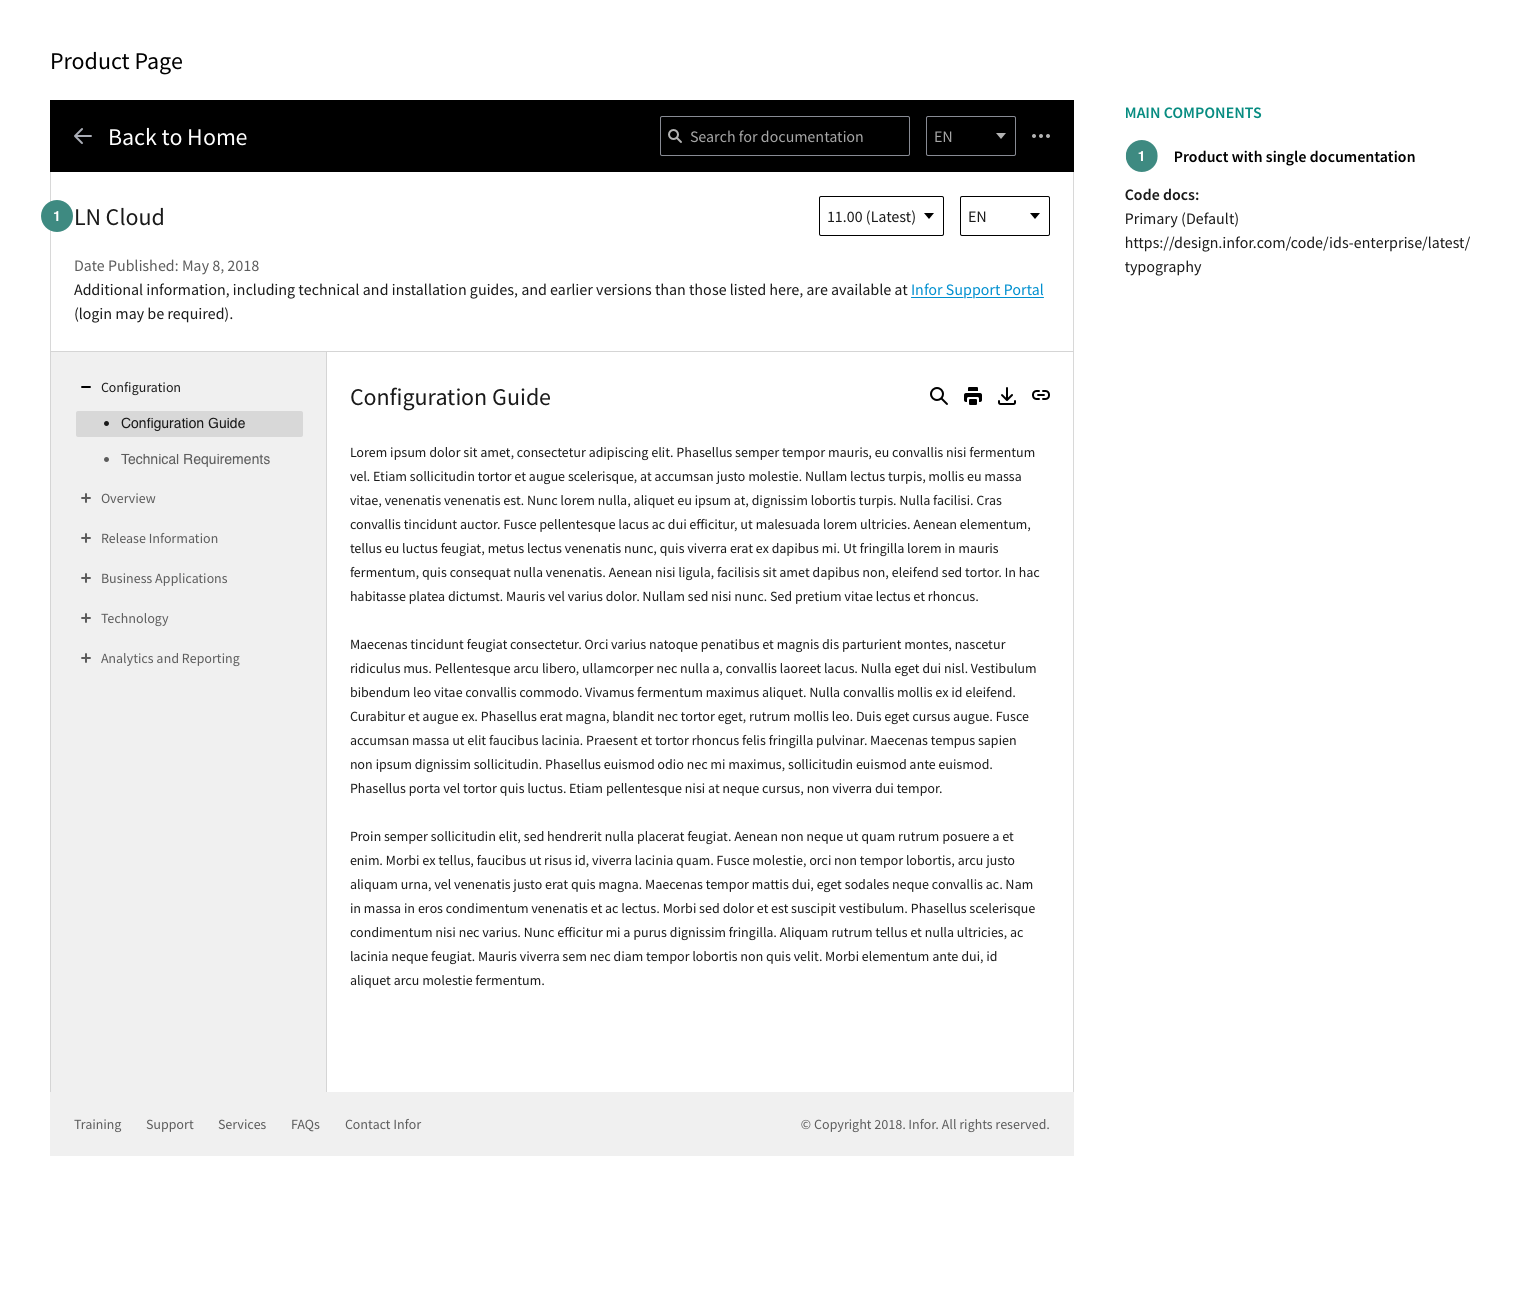 Product Page
Back to Home
Search for documentation
EN
MAIN COMPONENTS
1
Product with single documentation
Code docs:
Primary (Default)
https://design.infor.com/code/ids-enterprise/latest/
typography
1
LN Cloud
11.00 (Latest)
EN
Date Published: May 8, 2018
Additional information, including technical and installation guides, and earlier versions than those listed here, are available at Infor Support Portal
(login may be required).
Configuration
Configuration Guide
Technical Requirements
Overview
Release Information
Business Applications
Technology
Analytics and Reporting
Configuration Guide
Lorem ipsum dolor sit amet, consectetur adipiscing elit. Phasellus semper tempor mauris, eu convallis nisi fermentum
vel. Etiam sollicitudin tortor et augue scelerisque, at accumsan justo molestie. Nullam lectus turpis, mollis eu massa
vitae, venenatis venenatis est. Nunc lorem nulla, aliquet eu ipsum at, dignissim lobortis turpis. Nulla facilisi. Cras
convallis tincidunt auctor. Fusce pellentesque lacus ac dui efficitur, ut malesuada lorem ultricies. Aenean elementum,
tellus eu luctus feugiat, metus lectus venenatis nunc, quis viverra erat ex dapibus mi. Ut fringilla lorem in mauris
fermentum, quis consequat nulla venenatis. Aenean nisi ligula, facilisis sit amet dapibus non, eleifend sed tortor. In hac
habitasse platea dictumst. Mauris vel varius dolor. Nullam sed nisi nunc. Sed pretium vitae lectus et rhoncus.
Maecenas tincidunt feugiat consectetur. Orci varius natoque penatibus et magnis dis parturient montes, nascetur
ridiculus mus. Pellentesque arcu libero, ullamcorper nec nulla a, convallis laoreet lacus. Nulla eget dui nisl. Vestibulum
bibendum leo vitae convallis commodo. Vivamus fermentum maximus aliquet. Nulla convallis mollis ex id eleifend.
Curabitur et augue ex. Phasellus erat magna, blandit nec tortor eget, rutrum mollis leo. Duis eget cursus augue. Fusce
accumsan massa ut elit faucibus lacinia. Praesent et tortor rhoncus felis fringilla pulvinar. Maecenas tempus sapien
non ipsum dignissim sollicitudin. Phasellus euismod odio nec mi maximus, sollicitudin euismod ante euismod.
Phasellus porta vel tortor quis luctus. Etiam pellentesque nisi at neque cursus, non viverra dui tempor.
Proin semper sollicitudin elit, sed hendrerit nulla placerat feugiat. Aenean non neque ut quam rutrum posuere a et
enim. Morbi ex tellus, faucibus ut risus id, viverra lacinia quam. Fusce molestie, orci non tempor lobortis, arcu justo
aliquam urna, vel venenatis justo erat quis magna. Maecenas tempor mattis dui, eget sodales neque convallis ac. Nam
in massa in eros condimentum venenatis et ac lectus. Morbi sed dolor et est suscipit vestibulum. Phasellus scelerisque
condimentum nisi nec varius. Nunc efficitur mi a purus dignissim fringilla. Aliquam rutrum tellus et nulla ultricies, ac
lacinia neque feugiat. Mauris viverra sem nec diam tempor lobortis non quis velit. Morbi elementum ante dui, id
aliquet arcu molestie fermentum.
Training
Support
Services
FAQs
Contact Infor
© Copyright 2018. Infor. All rights reserved.